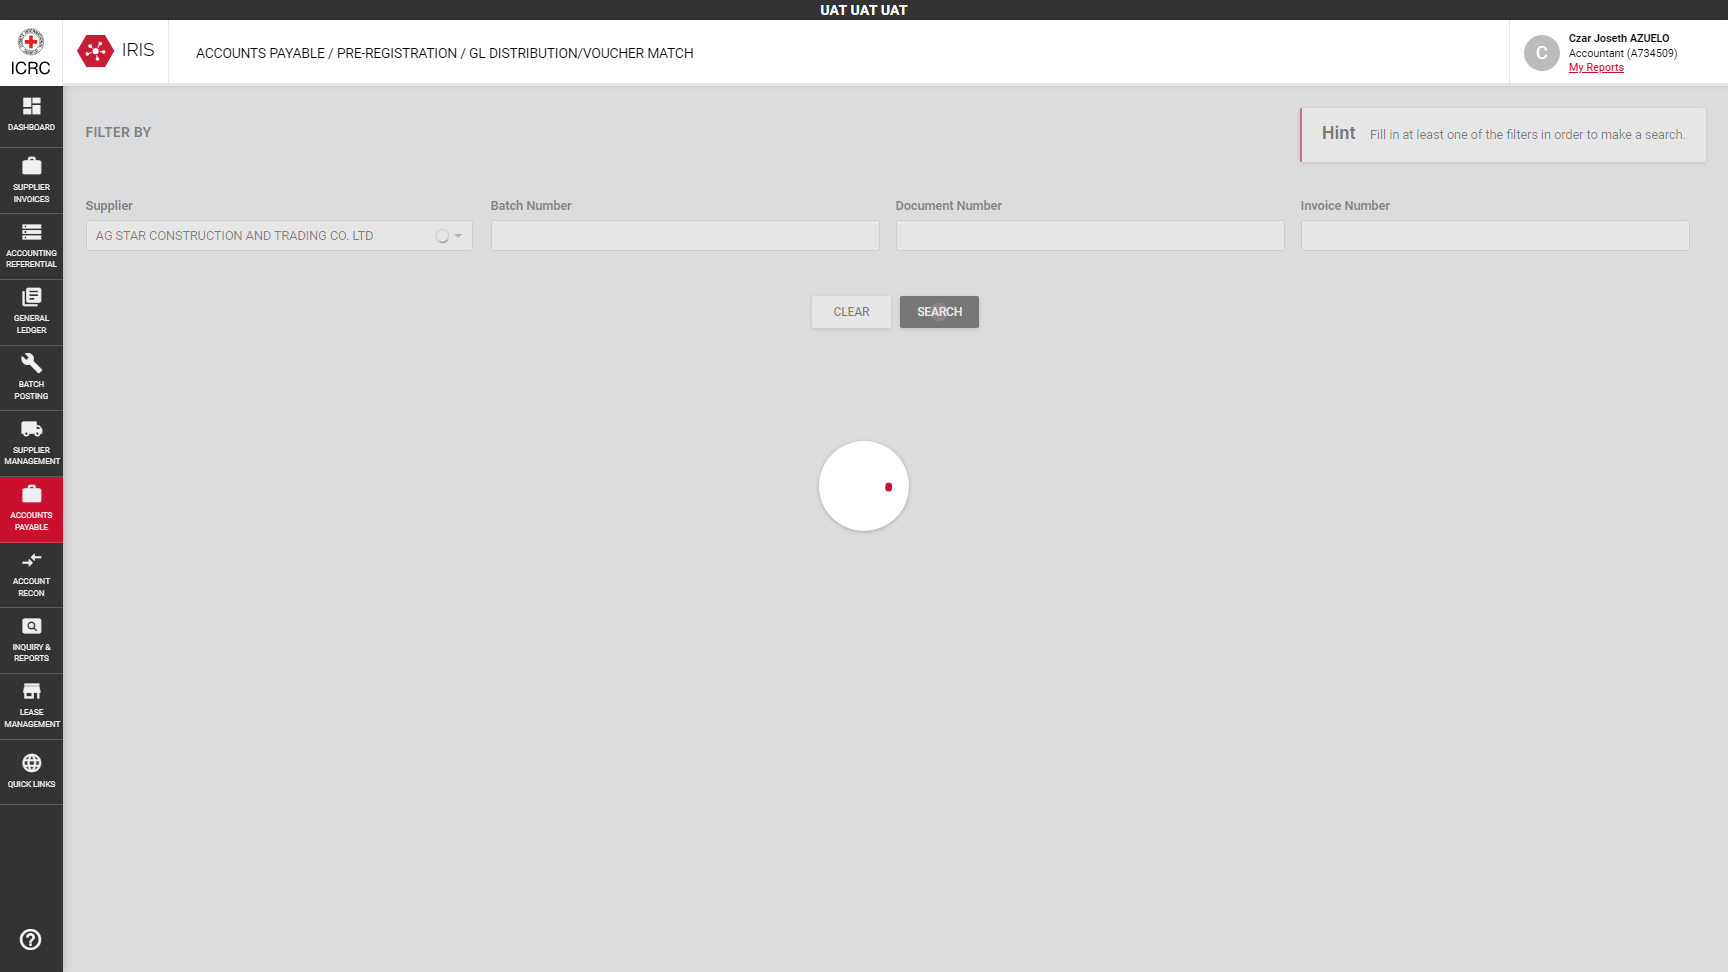 UAT UAT UAT
ICRC
IRIS
ACCOUNTS PAYABLE / PRE-REGISTRATION / GL DISTRIBUTION/VOUCHER MATCH
C
Czar Joseth AZUELO
Accountant (A734509)
My Reports
DASHBOARD
SUPPLIER
INVOICES
ACCOUNTING
REFERENTIAL
GENERAL
LEDGER
BATCH
POSTING
SUPPLIER
MANAGEMENT
ACCOUNTS
PAYABLE
ACCOUNT
RECON
INQUIRY &
REPORTS
LEASE
MANAGEMENT
QUICK LINKS
FILTER BY
Hint Fill in at least one of the filters in order to make a search.
Supplier
Batch Number
Document Number
Invoice Number
AG STAR CONSTRUCTION AND TRADING CO. LTD
CLEAR
SEARCH